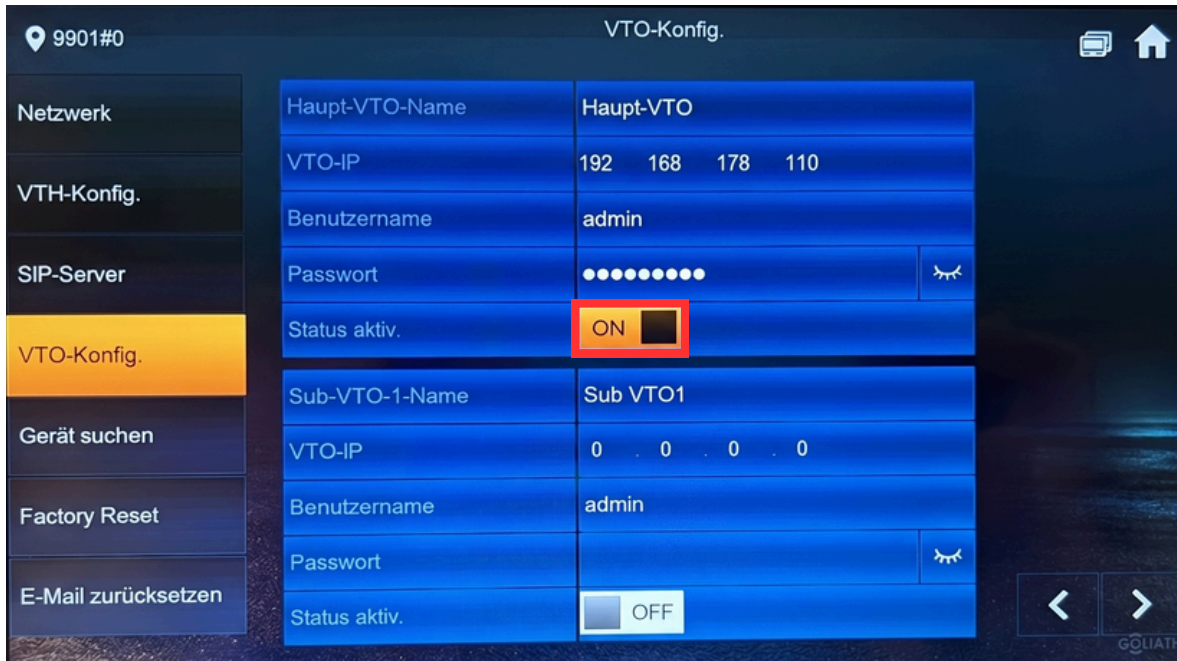 9901#0
VTO-Konfig.
Netzwerk
VTH-Konfig.
SIP-Server
VTO-Konfig.
Gerät suchen
Factory Reset
E-Mail zurücksetzen
Haupt-VTO-Name Haupt-VTO
VTO-IP 192 168 178 110
Benutzername admin
Passwort ●●●●●●●●●
Status aktiv. ON
Sub-VTO-1-Name Sub VTO1
VTO-IP 0 . 0 . 0 . 0
Benutzername admin
Passwort
Status aktiv. OFF
GOLIATH